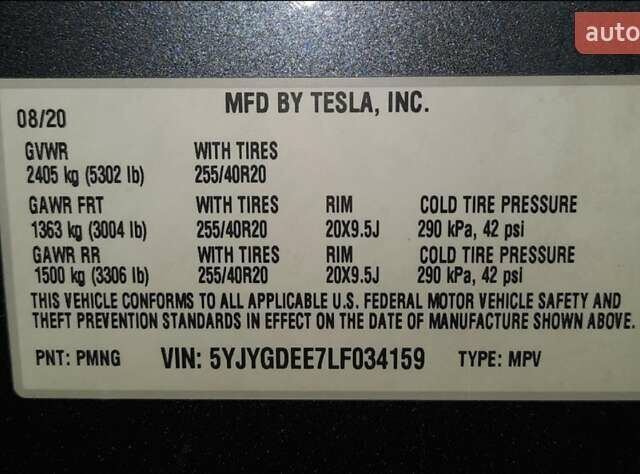 auto
MFD BY TESLA, INC.
08/20
GVWR WITH TIRES
2405 kg (5302 lb) 255/40R20
GAWR FRT WITH TIRES RIM COLD TIRE PRESSURE
1363 kg (3004 lb) 255/40R20 20X9.5J 290 kPa, 42 psi
GAWR RR WITH TIRES RIM COLD TIRE PRESSURE
1500 kg (3306 lb) 255/40R20 20X9.5J 290 kPa, 42 psi
THIS VEHICLE CONFORMS TO ALL APPLICABLE U.S. FEDERAL MOTOR VEHICLE SAFETY AND
THEFT PREVENTION STANDARDS IN EFFECT ON THE DATE OF MANUFACTURE SHOWN ABOVE.
PNT: PMNG VIN: 5YJYGDEE7LF034159 TYPE: MPV